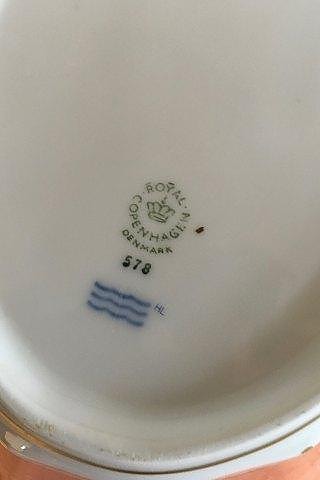 ROYAL
COPENHAGEN
DENMARK
578
HL